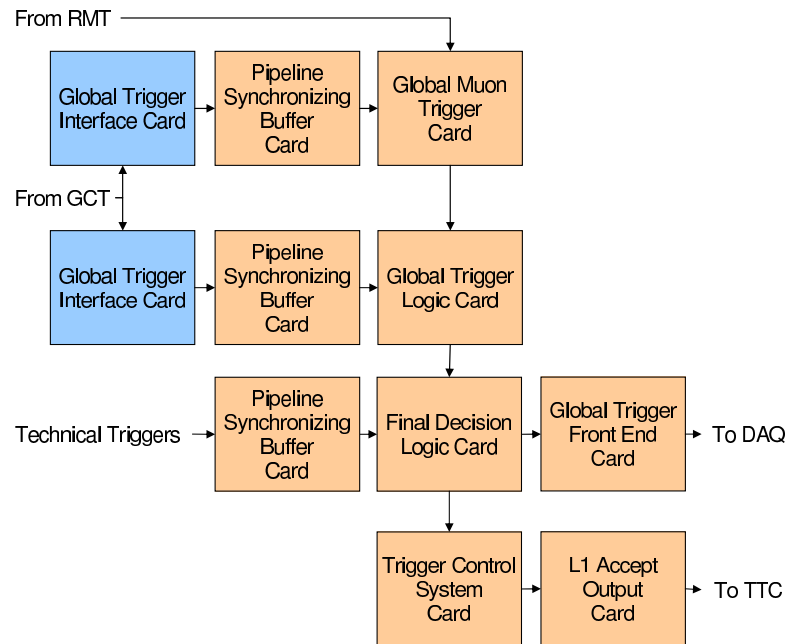 From RMT
Global Trigger
Interface Card
Pipeline
Synchronizing
Buffer
Card
Global Muon
Trigger
Card
From GCT
Global Trigger
Interface Card
Pipeline
Synchronizing
Buffer
Card
Global Trigger
Logic Card
Technical Triggers
Pipeline
Synchronizing
Buffer
Card
Final Decision
Logic Card
Global Trigger
Front End
Card
To DAQ
Trigger Control
System
Card
L1 Accept
Output
Card
To TTC